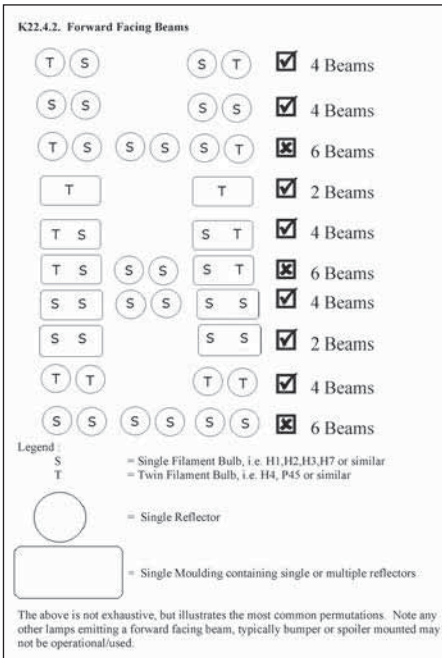 K22.4.2. Forward Facing Beams
T S S T 4 Beams
S S S S 4 Beams
T S S S S T 6 Beams
T T 2 Beams
T S S T 4 Beams
T S S S S T 6 Beams
S S S S S S 4 Beams
S S S S 2 Beams
T T T T 4 Beams
S S S S S S 6 Beams
Legend :
S = Single Filament Bulb, i.e. H1,H2,H3,H7 or similar
T = Twin Filament Bulb, i.e. H4, P45 or similar
= Single Reflector
= Single Moulding containing single or multiple reflectors
The above is not exhaustive, but illustrates the most common permutations. Note any
other lamps emitting a forward facing beam, typically bumper or spoiler mounted may
not be operational/used.